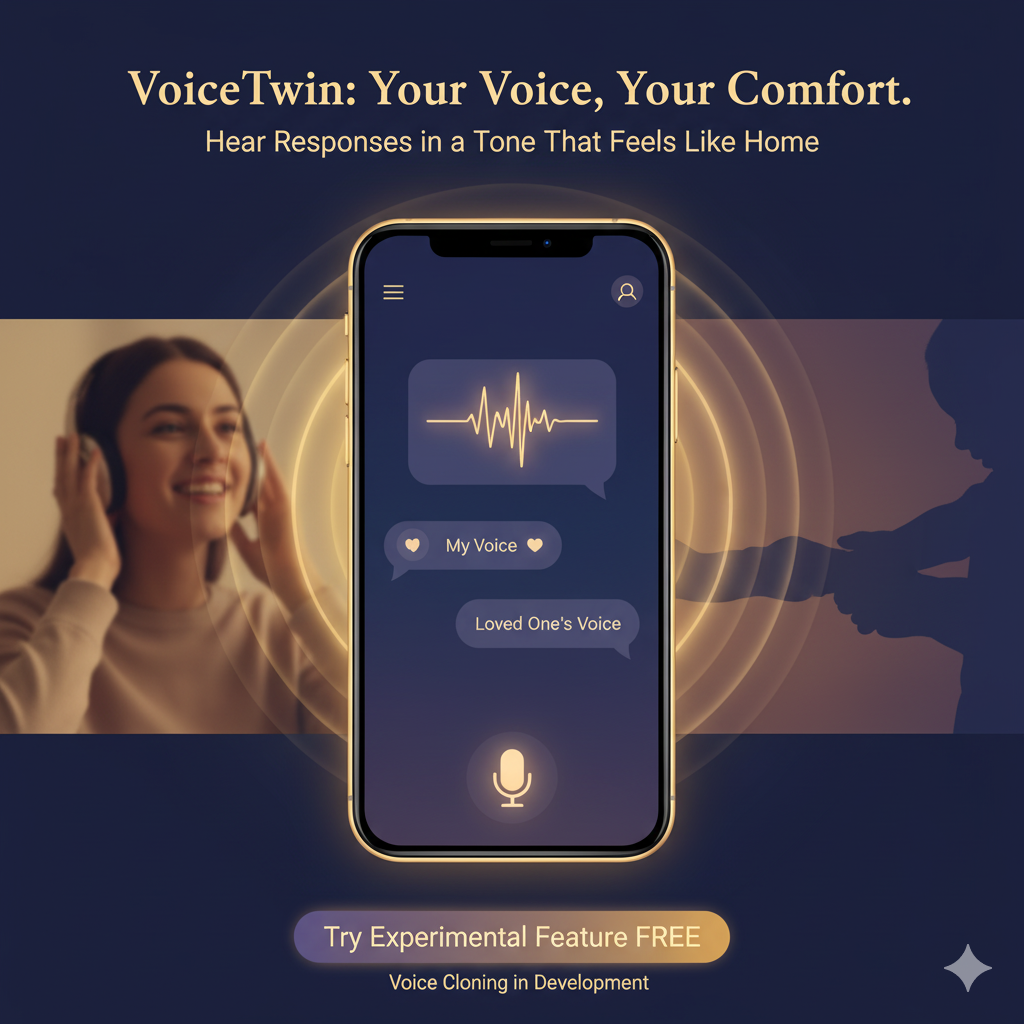 VoiceTwin: Your Voice, Your Comfort.
Hear Responses in a Tone That Feels Like Home
My Voice
Loved One's Voice
Try Experimental Feature FREE
Voice Cloning in Development